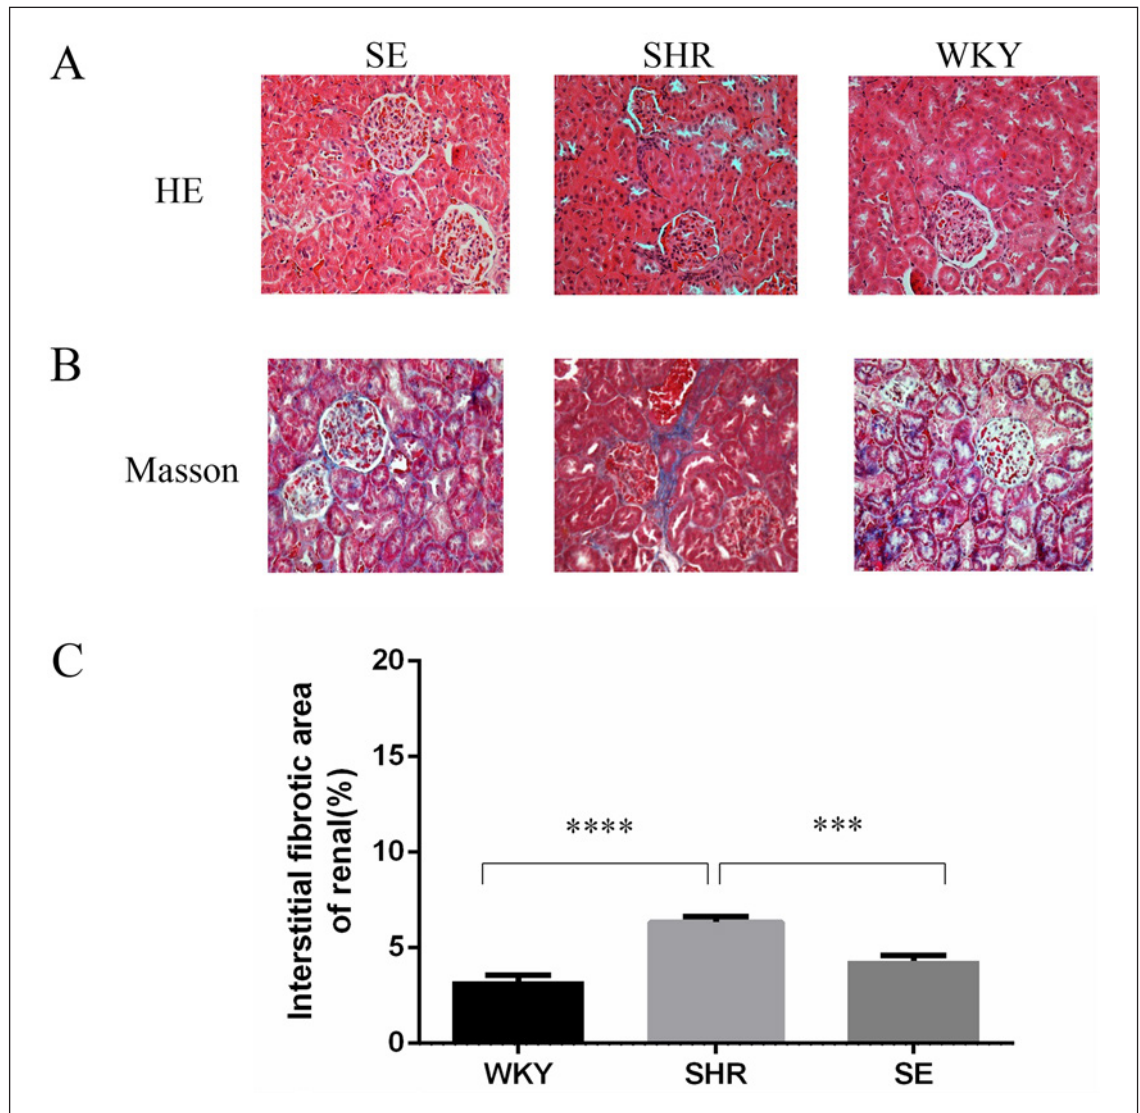 A
SE SHR WKY
HE
B
Masson
C
Interstitial fibrotic area
of renal(%)
20
15
10
5
0
**** ***
WKY SHR SE